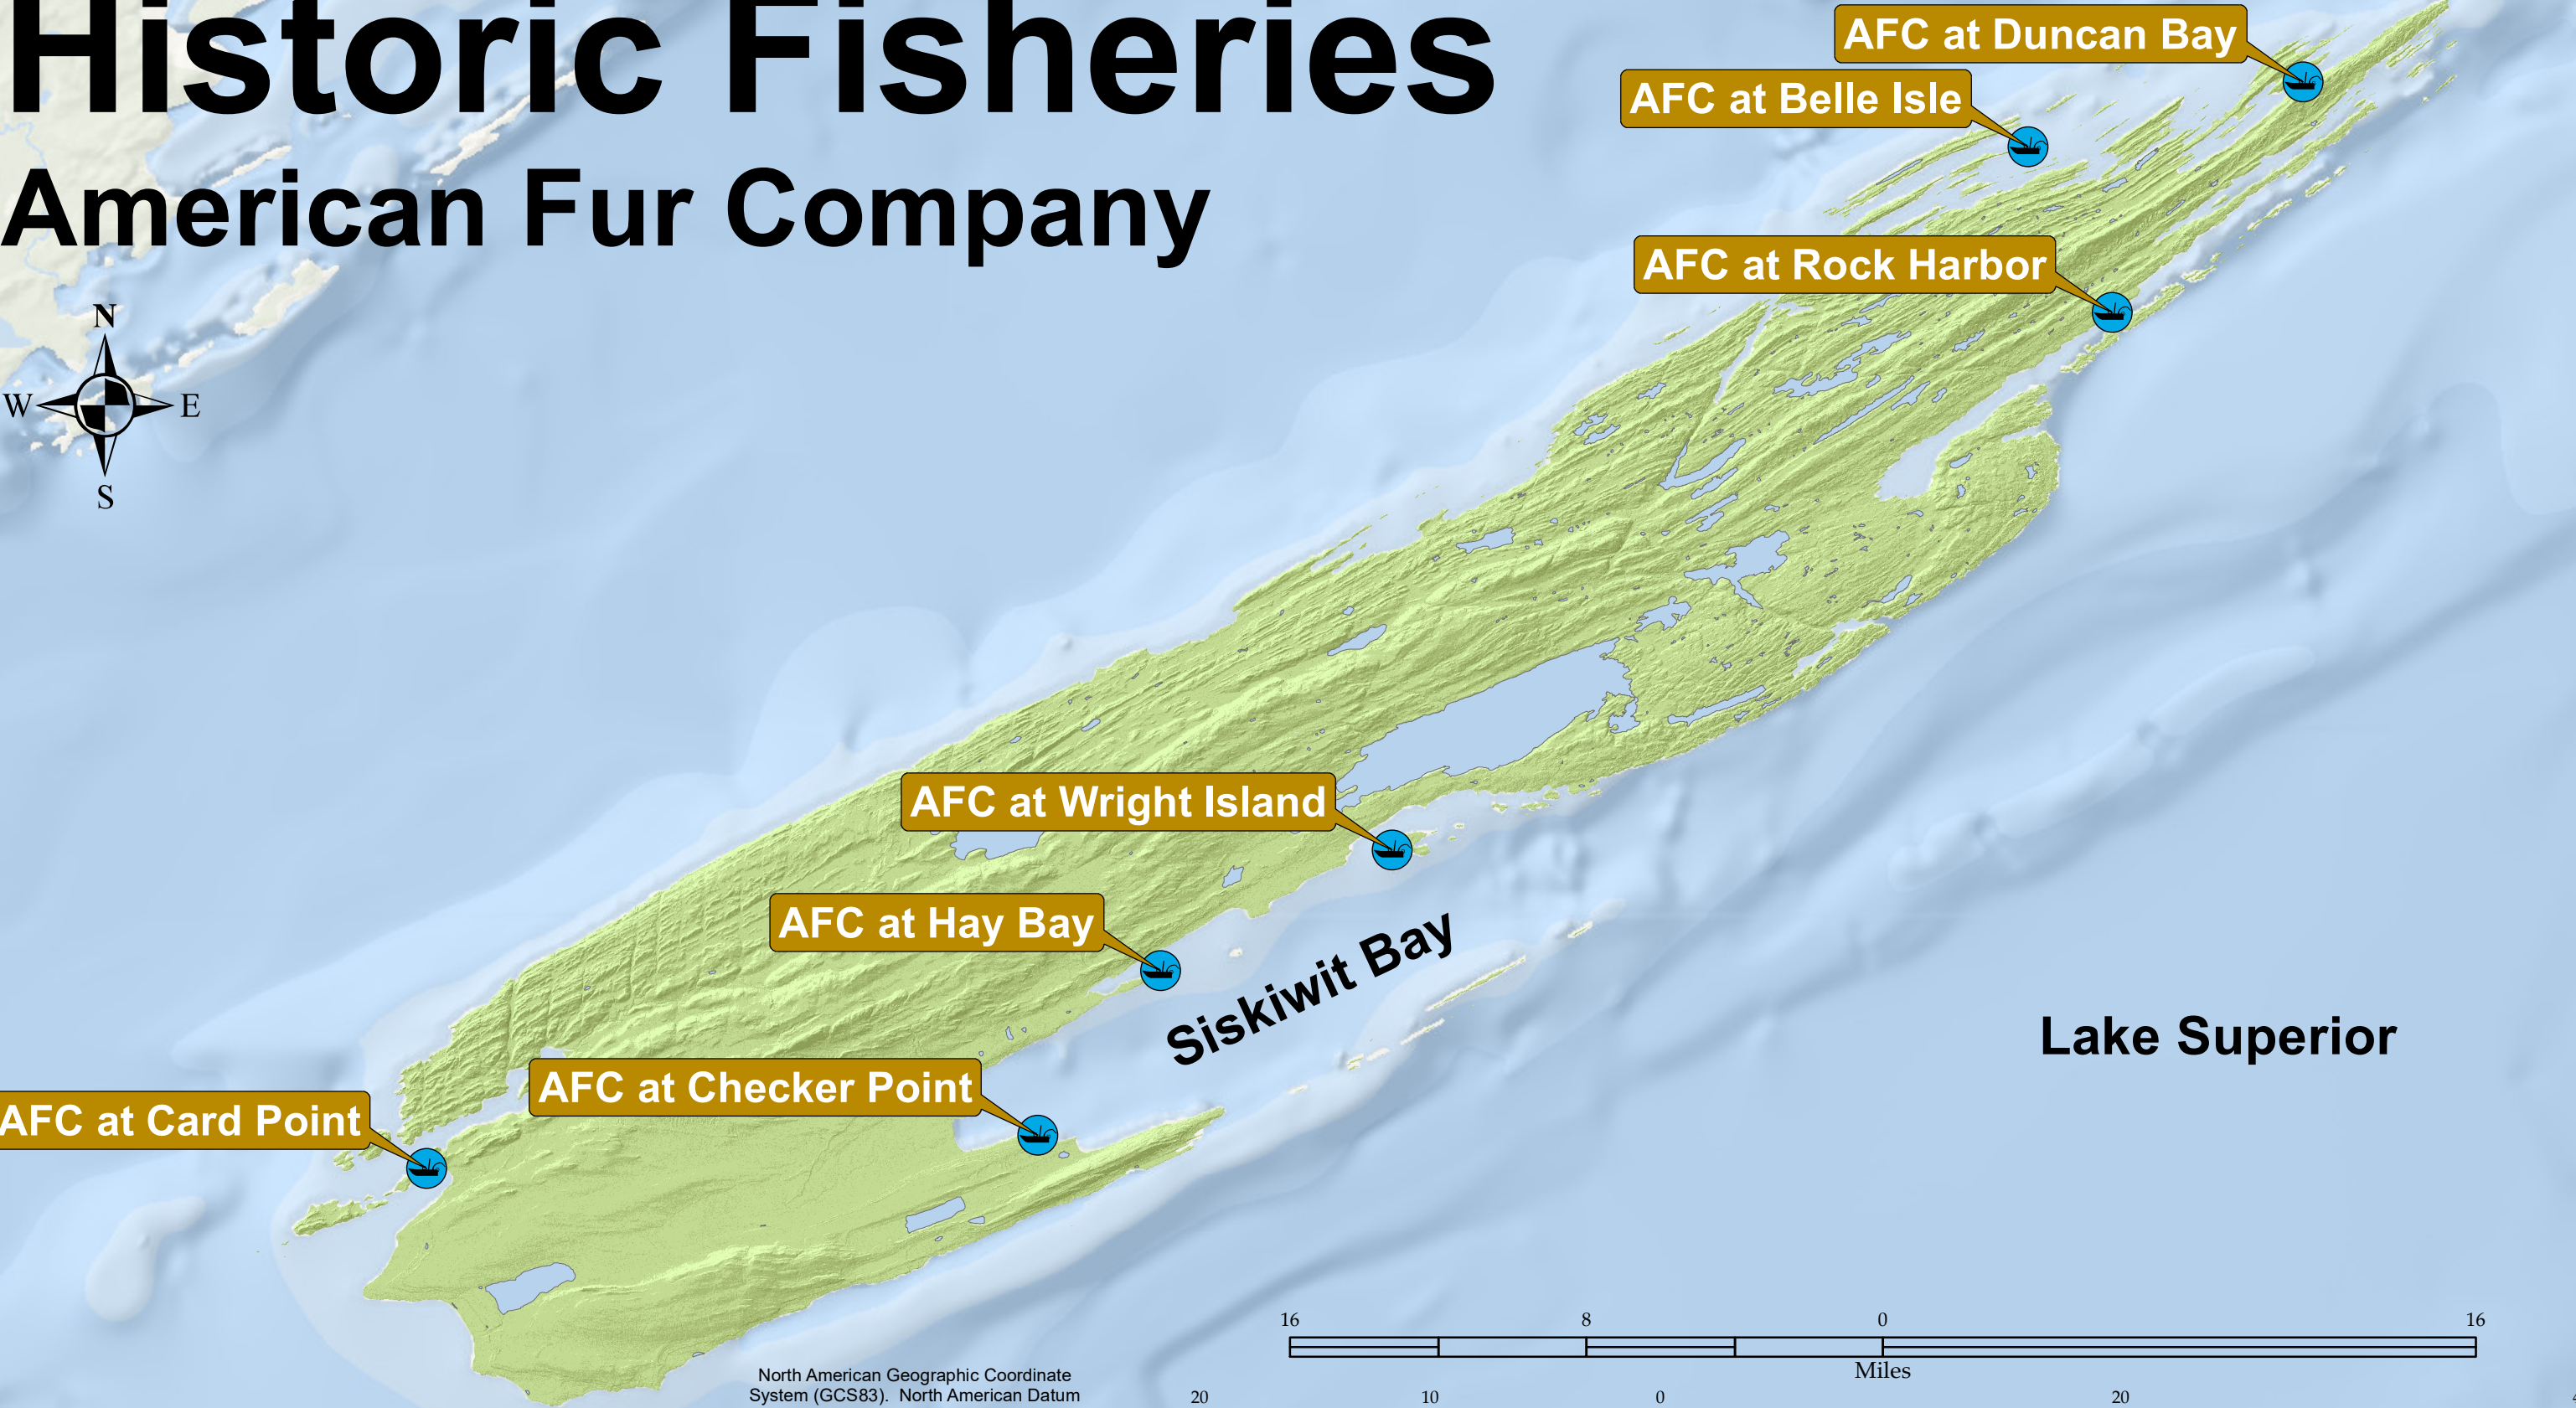 Historic Fisheries
American Fur Company
AFC at Duncan Bay
AFC at Belle Isle
AFC at Rock Harbor
N
W E
S
AFC at Wright Island
AFC at Hay Bay
Siskiwit Bay
Lake Superior
AFC at Checker Point
AFC at Card Point
16 8 0 16
Miles
North American Geographic Coordinate
System (GCS83). North American Datum
20 10 0 20